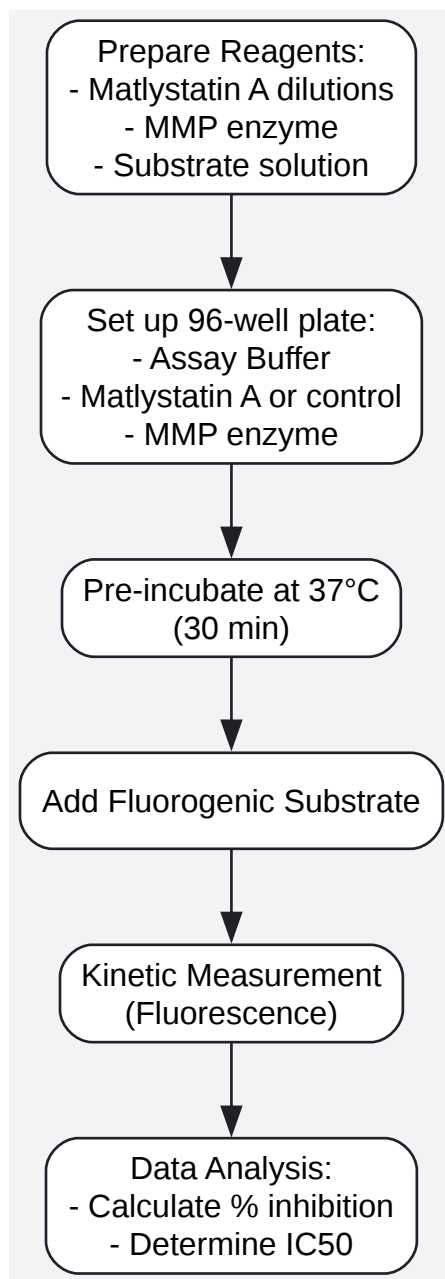 Prepare Reagents:
- Matlystatin A dilutions
- MMP enzyme
- Substrate solution
Set up 96-well plate:
- Assay Buffer
- Matlystatin A or control
- MMP enzyme
Pre-incubate at 37°C
(30 min)
Add Fluorogenic Substrate
Kinetic Measurement
(Fluorescence)
Data Analysis:
- Calculate % inhibition
- Determine IC50